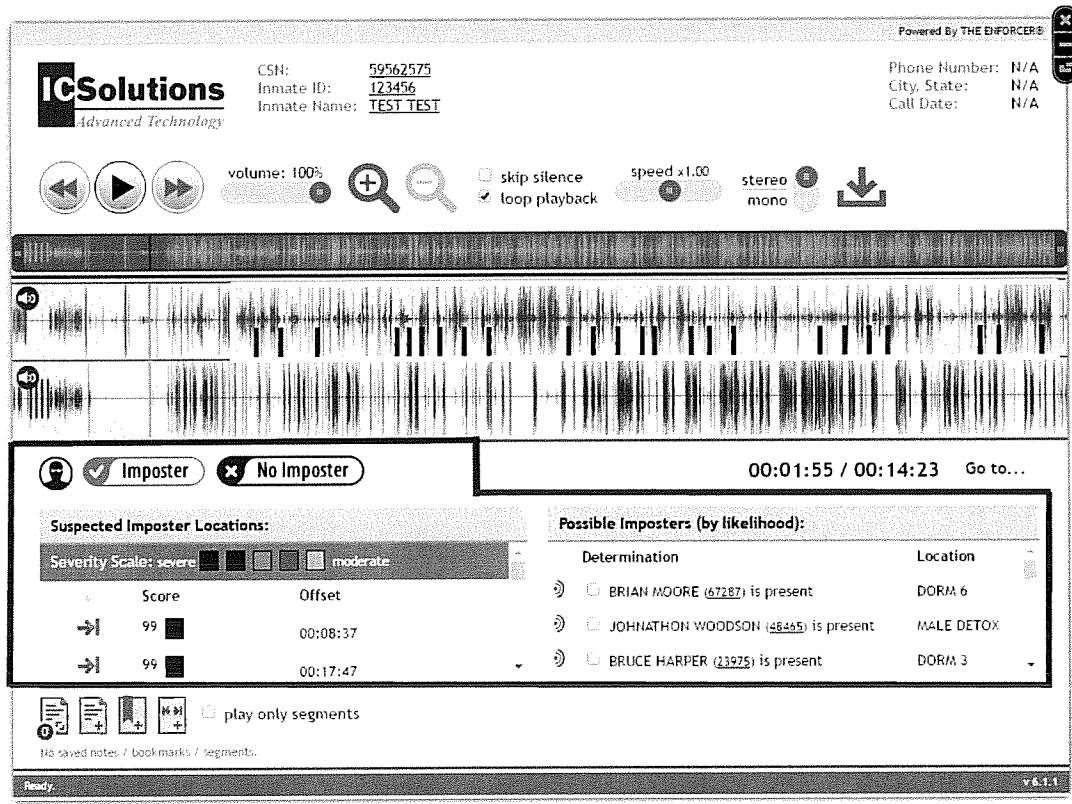 Powered By THE ENFORCER®
ICSolutions
Advanced Technology
CSN: 59562575
Inmate ID: 123456
Inmate Name: TEST TEST
Phone Number: N/A
City, State: N/A
Call Date: N/A
volume: 100%
skip silence
loop playback
speed x1.00
stereo
mono
Imposter
No Imposter
00:01:55 / 00:14:23 Go to...
Suspected Imposter Locations:
Severity Scale: severe moderate
Score Offset
99 00:08:37
99 00:17:47
Possible Imposters (by likelihood):
Determination Location
BRIAN MOORE (67287) is present DORM 6
JOHNATHON WOODSON (48465) is present MALE DETOX
BRUCE HARPER (23975) is present DORM 3
0
play only segments
No saved notes / bookmarks / segments.
Ready. v 6.1.1